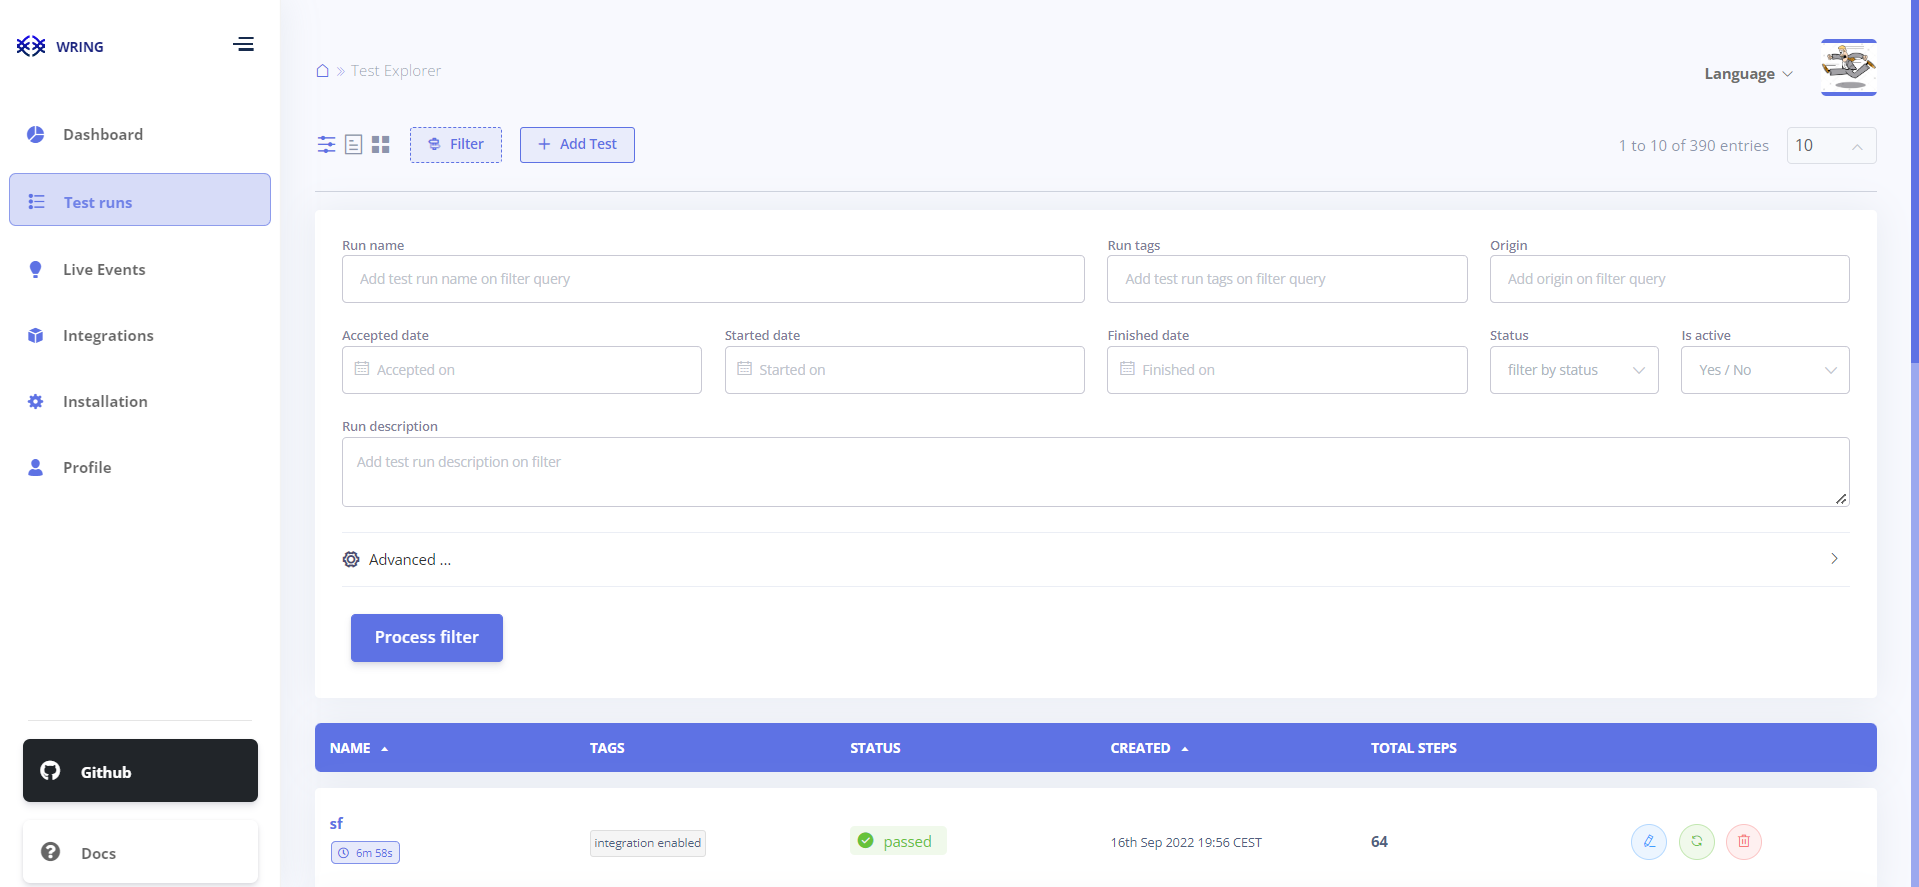 WRING
Dashboard
Test runs
Live Events
Integrations
Installation
Profile
Github
Docs
Test Explorer
Language
Filter
Add Test
1 to 10 of 390 entries
10
Run name
Run tags
Origin
Add test run name on filter query
Add test run tags on filter query
Add origin on filter query
Accepted date
Started date
Finished date
Status
Is active
Accepted on
Started on
Finished on
filter by status
Yes / No
Run description
Add test run description on filter
Advanced ...
Process filter
NAME TAGS STATUS CREATED TOTAL STEPS
sf
6m 58s
integration enabled
passed
16th Sep 2022 19:56 CEST
64